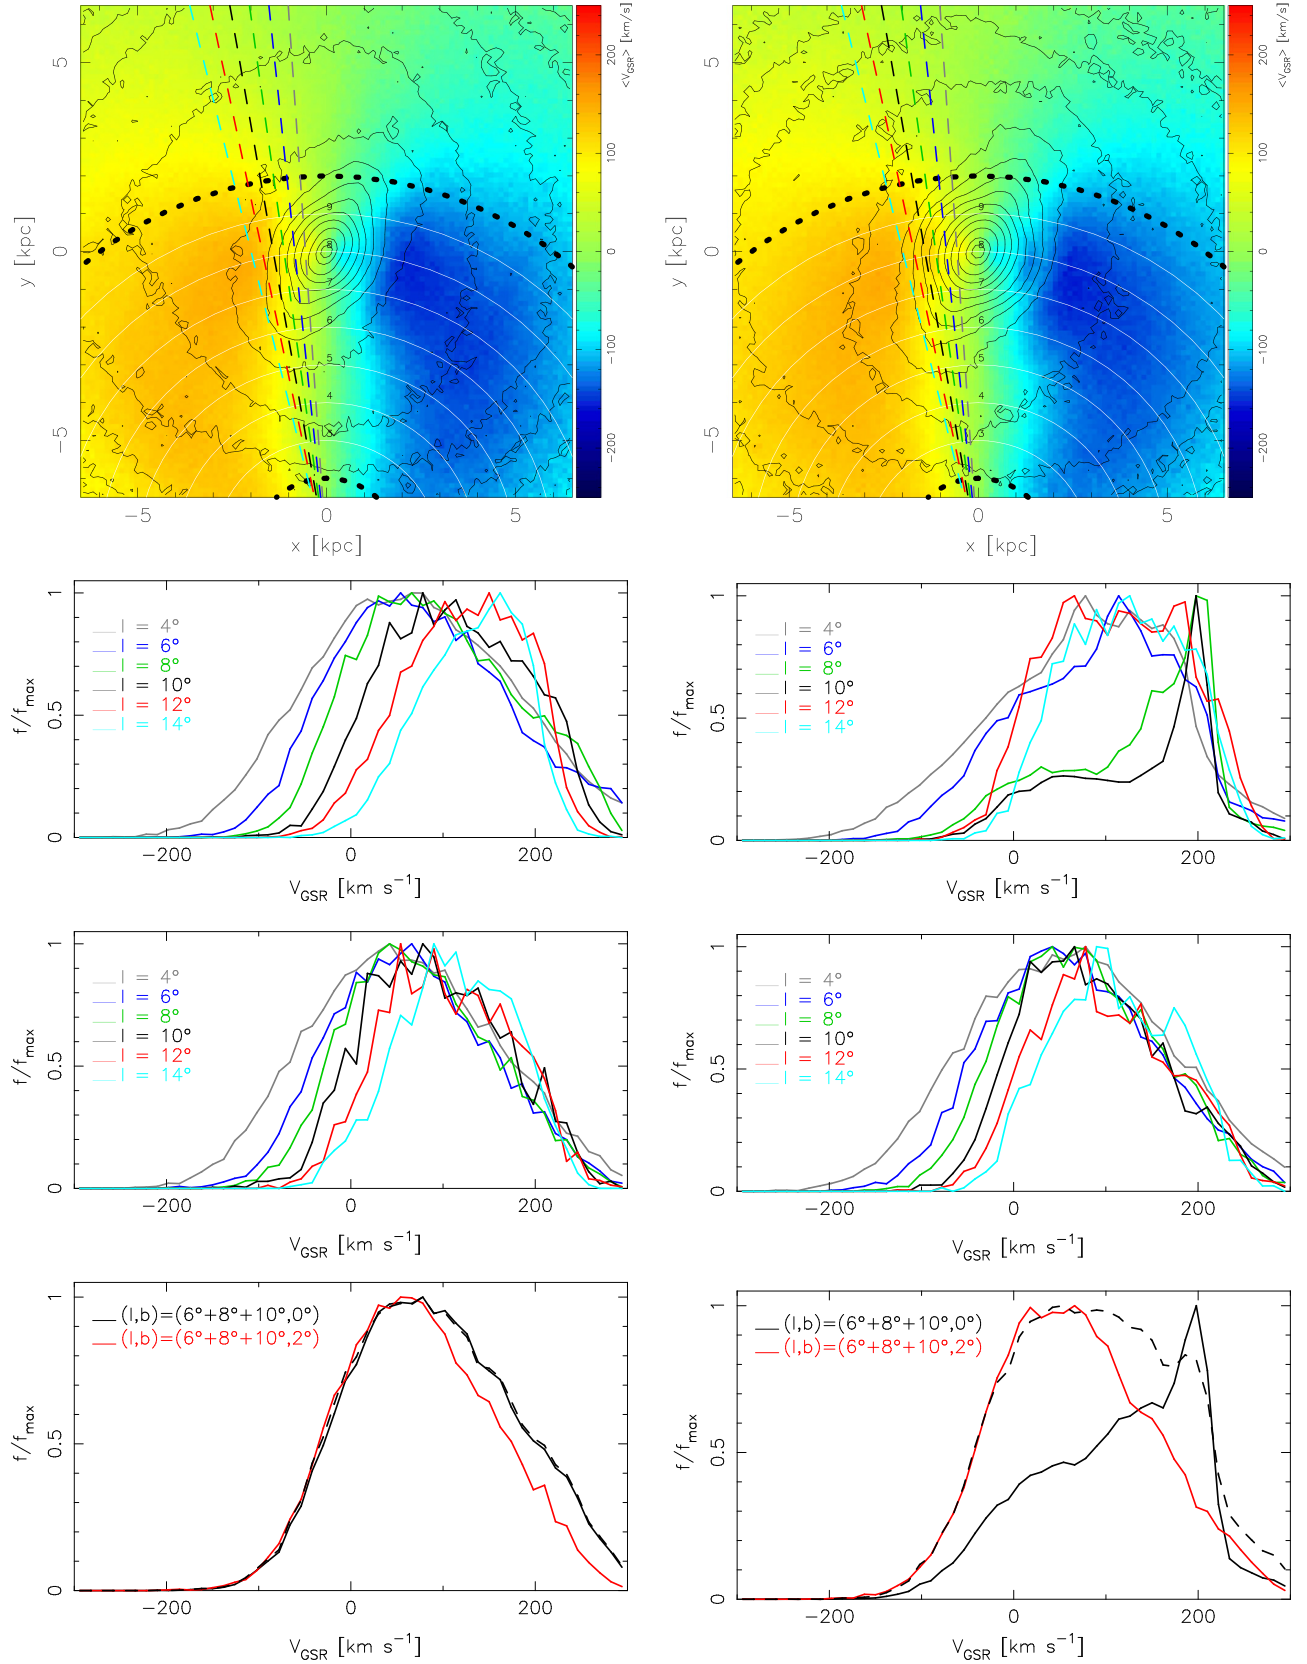 5
0
−5
y [kpc]
−5
0
5
x [kpc]
9
8
7
6
5
4
3
200
100
0
−100
−200
<V_GSR> [km/s]
5
0
−5
y [kpc]
−5
0
5
x [kpc]
9
8
7
6
5
4
3
200
100
0
−100
−200
<V_GSR> [km/s]
l = 4°
l = 6°
l = 8°
l = 10°
l = 12°
l = 14°
1
0.5
0
f/f_max
−200
0
200
V_GSR [km s⁻¹]
l = 4°
l = 6°
l = 8°
l = 10°
l = 12°
l = 14°
1
0.5
0
f/f_max
−200
0
200
V_GSR [km s⁻¹]
l = 4°
l = 6°
l = 8°
l = 10°
l = 12°
l = 14°
1
0.5
0
f/f_max
−200
0
200
V_GSR [km s⁻¹]
l = 4°
l = 6°
l = 8°
l = 10°
l = 12°
l = 14°
1
0.5
0
f/f_max
−200
0
200
V_GSR [km s⁻¹]
(l,b)=(6°+8°+10°,0°)
(l,b)=(6°+8°+10°,2°)
1
0.5
0
f/f_max
−200
0
200
V_GSR [km s⁻¹]
(l,b)=(6°+8°+10°,0°)
(l,b)=(6°+8°+10°,2°)
1
0.5
0
f/f_max
−200
0
200
V_GSR [km s⁻¹]